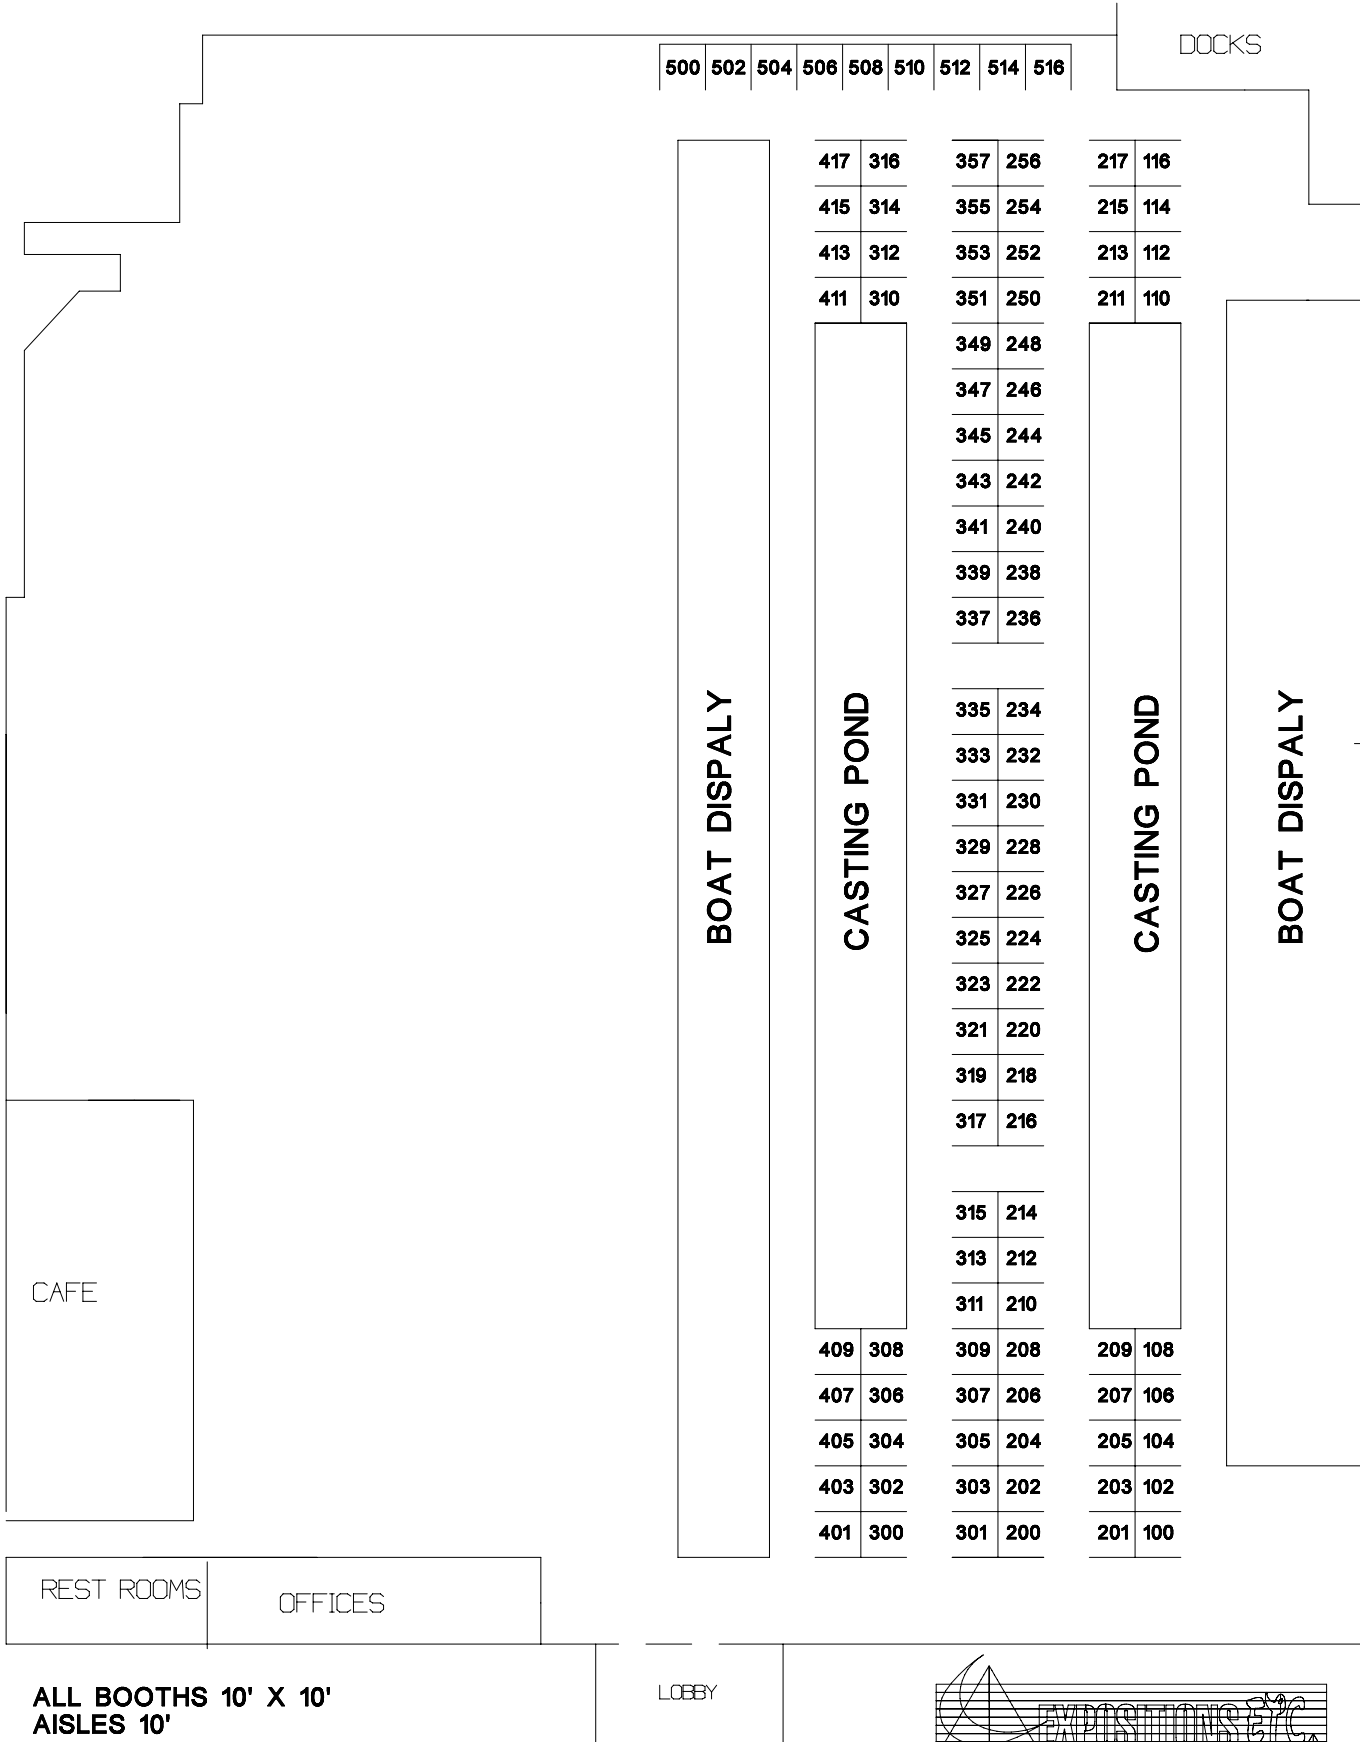 DOCKS
500 502 504 506 508 510 512 514 516
417 316 357 256 217 116
415 314 355 254 215 114
413 312 353 252 213 112
411 310 351 250 211 110
349 248
347 246
345 244
343 242
341 240
339 238
337 236
BOAT DISPALY
CASTING POND
335 234
333 232
331 230
329 228
327 226
325 224
323 222
321 220
319 218
317 216
CASTING POND
BOAT DISPALY
315 214
313 212
311 210
CAFE
409 308 309 208 209 108
407 306 307 206 207 106
405 304 305 204 205 104
403 302 303 202 203 102
401 300 301 200 201 100
REST ROOMS
OFFICES
ALL BOOTHS 10' X 10'
AISLES 10'
LOBBY
EXPOSITIONS ETC.